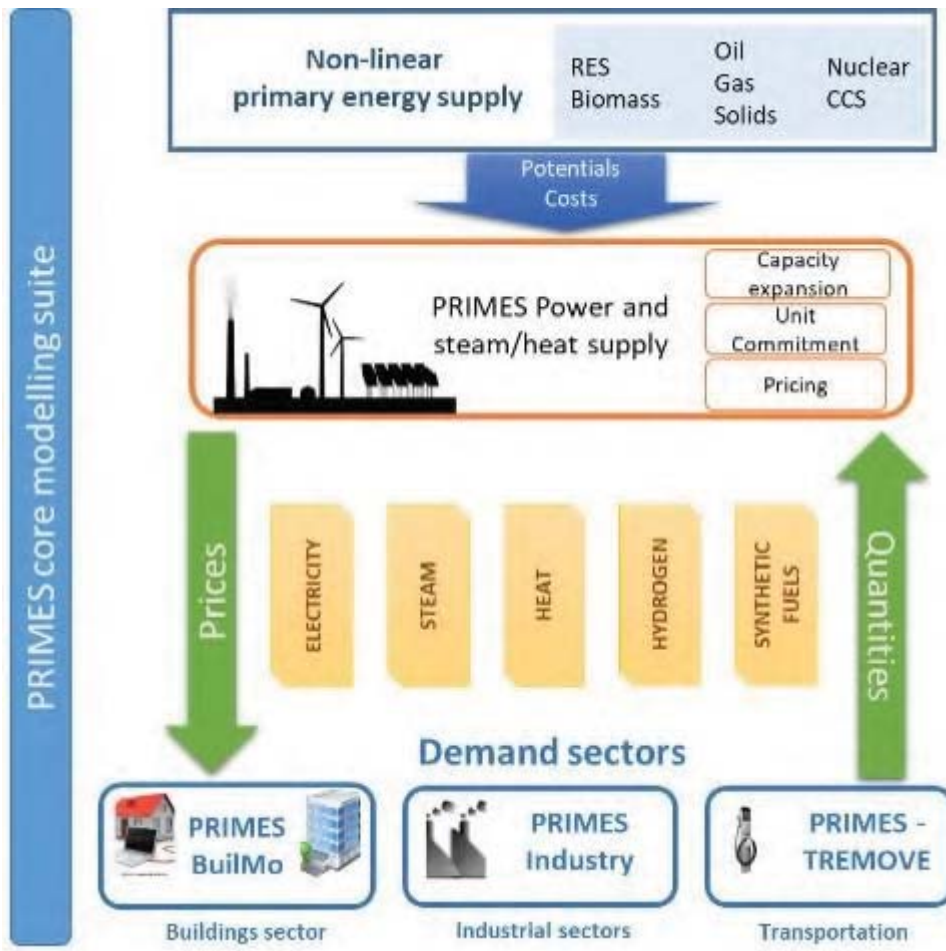 PRIMES core modelling suite
Non-linear
primary energy supply
RES
Biomass
Oil
Gas
Solids
Nuclear
CCS
Potentials
Costs
PRIMES Power and
steam/heat supply
Capacity
expansion
Unit
Commitment
Pricing
Prices
ELECTRICITY
STEAM
HEAT
HYDROGEN
SYNTHETIC
FUELS
Quantities
Demand sectors
PRIMES
BuilMo
PRIMES
Industry
PRIMES -
TREMOVE
Buildings sector
Industrial sectors
Transportation